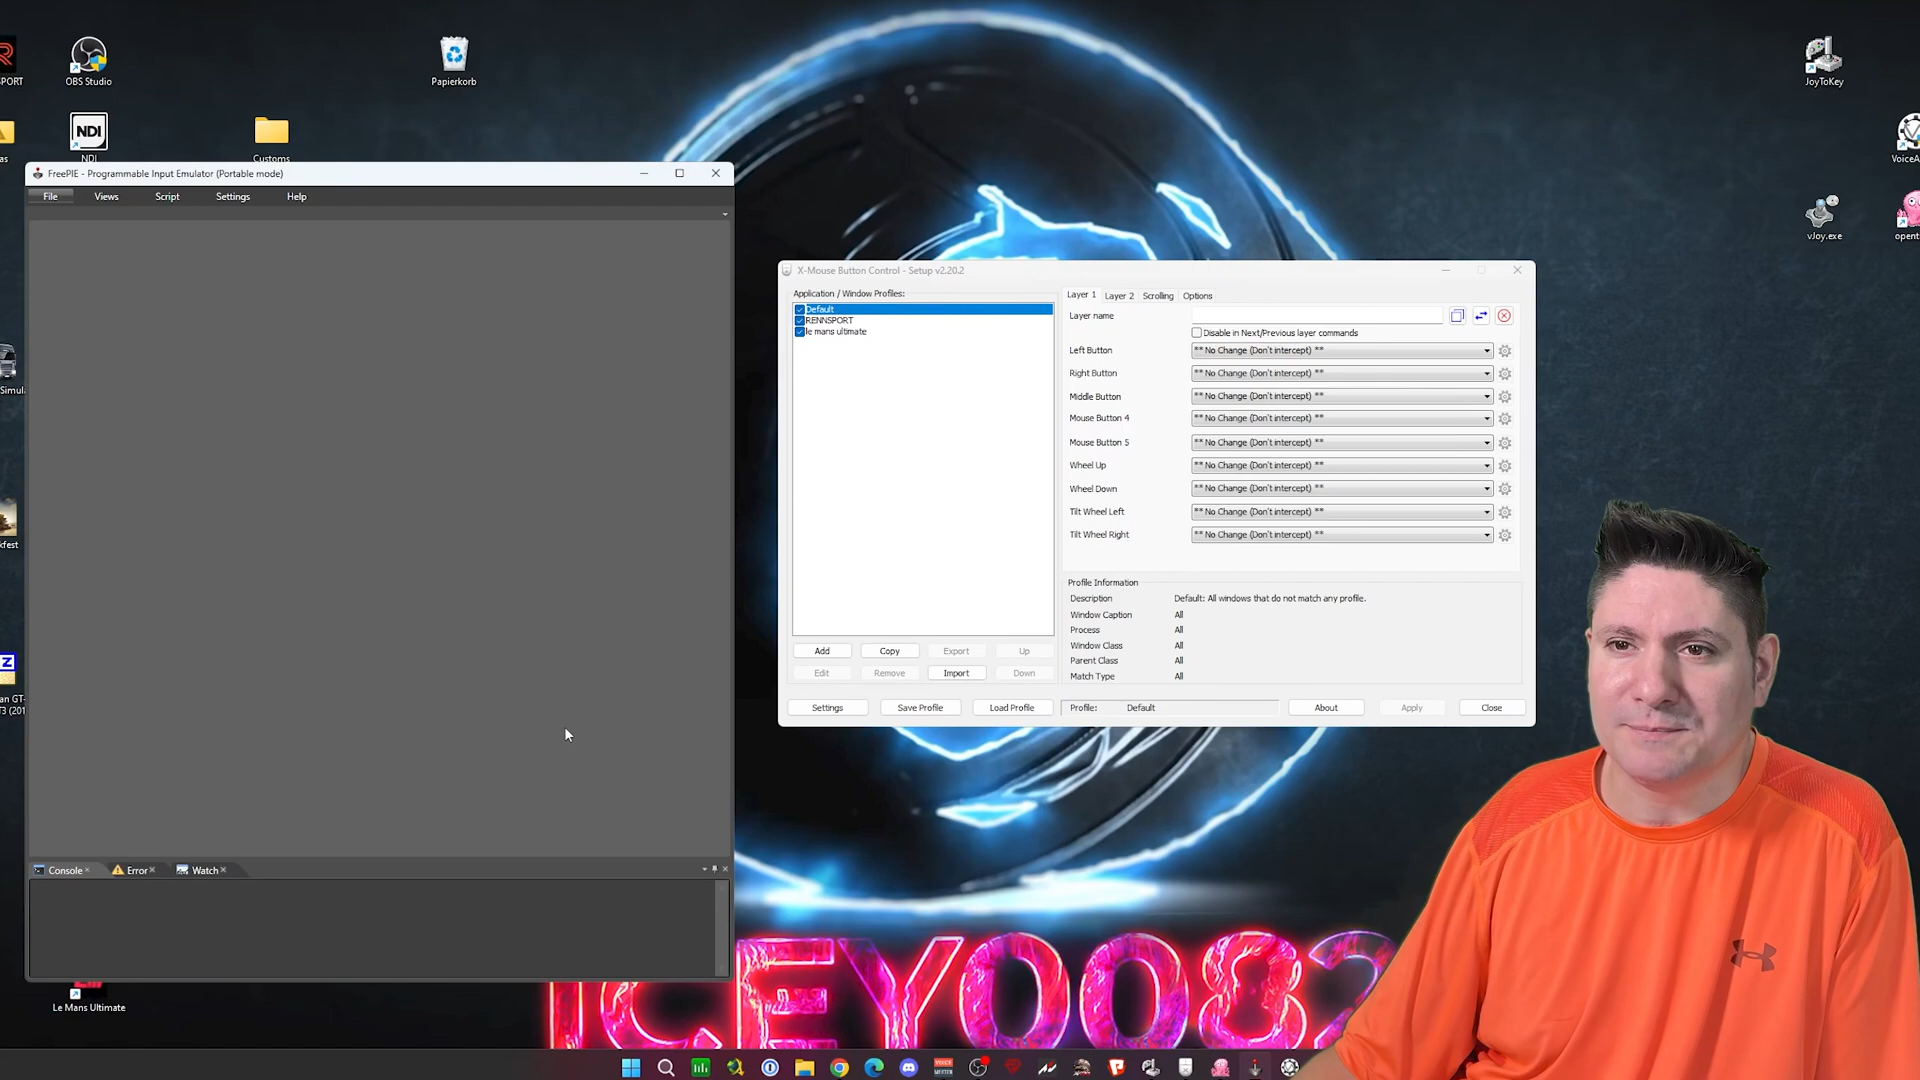 SPORT
OBS Studio
Papierkorb
JoyToKey
NDI
NDI
Customs
VoiceA
vJoy.exe
opent
FreePIE - Programmable Input Emulator (Portable mode)
File Views Script Settings Help
Console Error Watch
Simula
kfest
Z
an GT-
T3 (201
Le Mans Ultimate
X-Mouse Button Control - Setup v2.20.2
Application / Window Profiles:
Default
RENNSPORT
le mans ultimate
Add Copy Export Up
Edit Remove Import Down
Layer 1 Layer 2 Scrolling Options
Layer name
Disable in Next/Previous layer commands
Left Button ** No Change (Don't intercept) **
Right Button ** No Change (Don't intercept) **
Middle Button ** No Change (Don't intercept) **
Mouse Button 4 ** No Change (Don't intercept) **
Mouse Button 5 ** No Change (Don't intercept) **
Wheel Up ** No Change (Don't intercept) **
Wheel Down ** No Change (Don't intercept) **
Tilt Wheel Left ** No Change (Don't intercept) **
Tilt Wheel Right ** No Change (Don't intercept) **
Profile Information
Description Default: All windows that do not match any profile.
Window Caption All
Process All
Window Class All
Parent Class All
Match Type All
Settings Save Profile Load Profile Profile: Default About Apply Close
ICEY0082